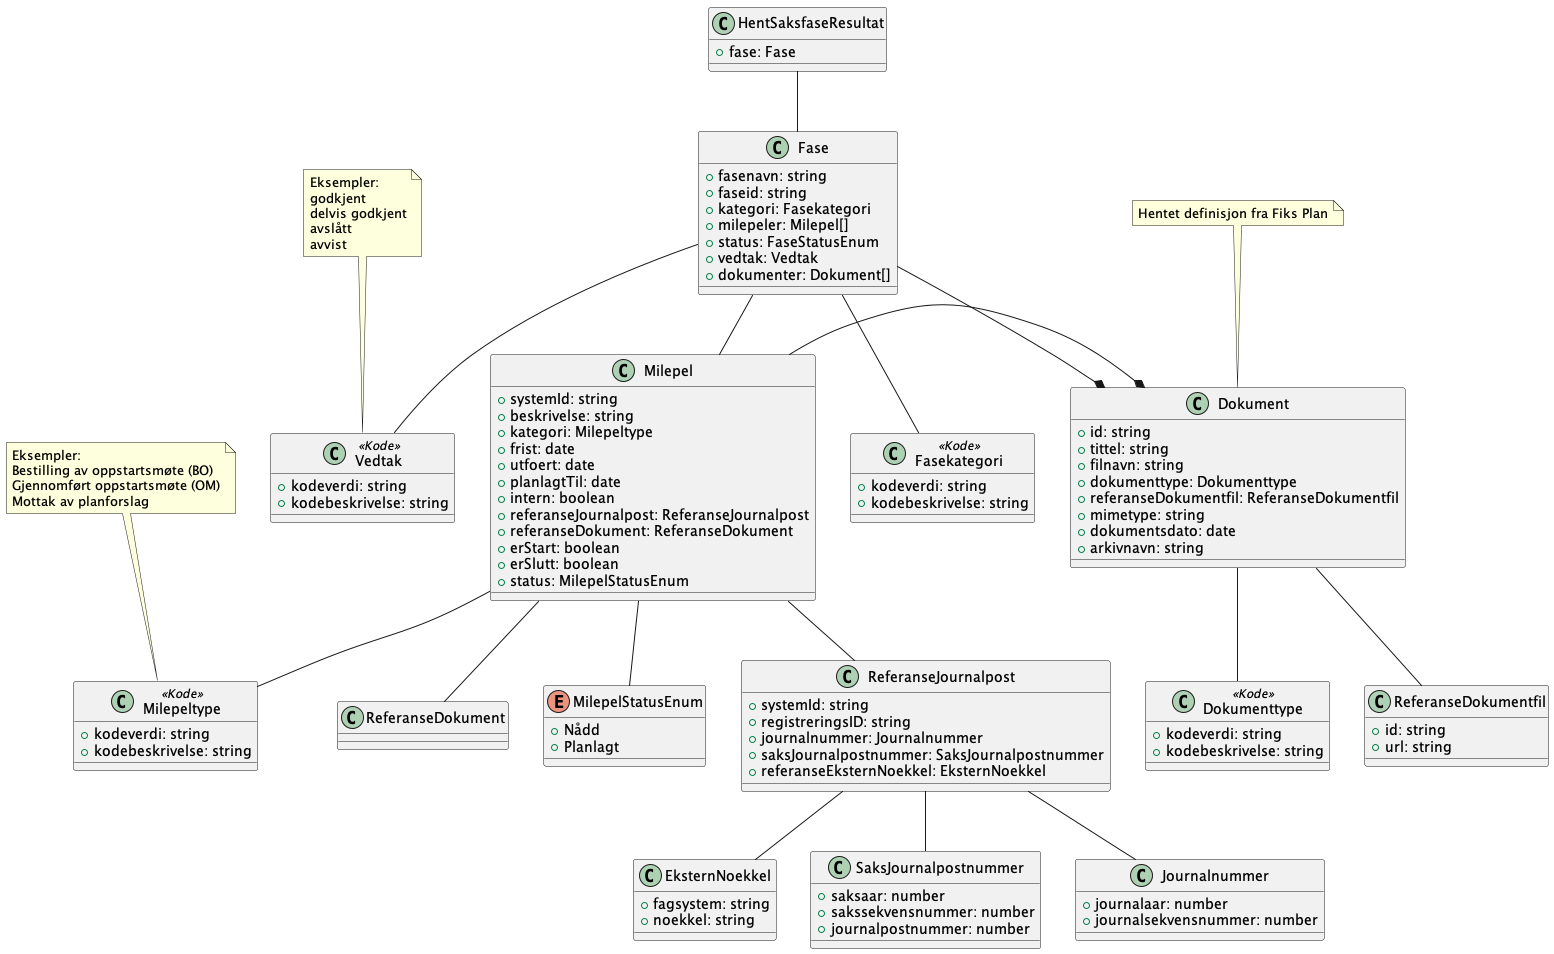 HentSaksfaseResultat
fase: Fase
Fase
fasenavn: string
faseid: string
kategori: Fasekategori
milepeler: Milepel[]
status: FaseStatusEnum
vedtak: Vedtak
dokumenter: Dokument[]
Eksempler:
godkjent
delvis godkjent
avslått
avvist
Hentet definisjon fra Fiks Plan
Milepel
systemId: string
beskrivelse: string
kategori: Milepeltype
frist: date
utfoert: date
planlagtTil: date
intern: boolean
referanseJournalpost: ReferanseJournalpost
referanseDokument: ReferanseDokument
erStart: boolean
erSlutt: boolean
status: MilepelStatusEnum
Dokument
id: string
tittel: string
filnavn: string
dokumenttype: Dokumenttype
referanseDokumentfil: ReferanseDokumentfil
mimetype: string
dokumentsdato: date
arkivnavn: string
«Kode»
Vedtak
kodeverdi: string
kodebeskrivelse: string
«Kode»
Fasekategori
kodeverdi: string
kodebeskrivelse: string
Eksempler:
Bestilling av oppstartsmøte (BO)
Gjennomført oppstartsmøte (OM)
Mottak av planforslag
«Kode»
Milepeltype
kodeverdi: string
kodebeskrivelse: string
ReferanseDokument
MilepelStatusEnum
Nådd
Planlagt
ReferanseJournalpost
systemId: string
registreringsID: string
journalnummer: Journalnummer
saksJournalpostnummer: SaksJournalpostnummer
referanseEksternNoekkel: EksternNoekkel
«Kode»
Dokumenttype
kodeverdi: string
kodebeskrivelse: string
ReferanseDokumentfil
id: string
url: string
EksternNoekkel
fagsystem: string
noekkel: string
SaksJournalpostnummer
saksaar: number
sakssekvensnummer: number
journalpostnummer: number
Journalnummer
journalaar: number
journalsekvensnummer: number